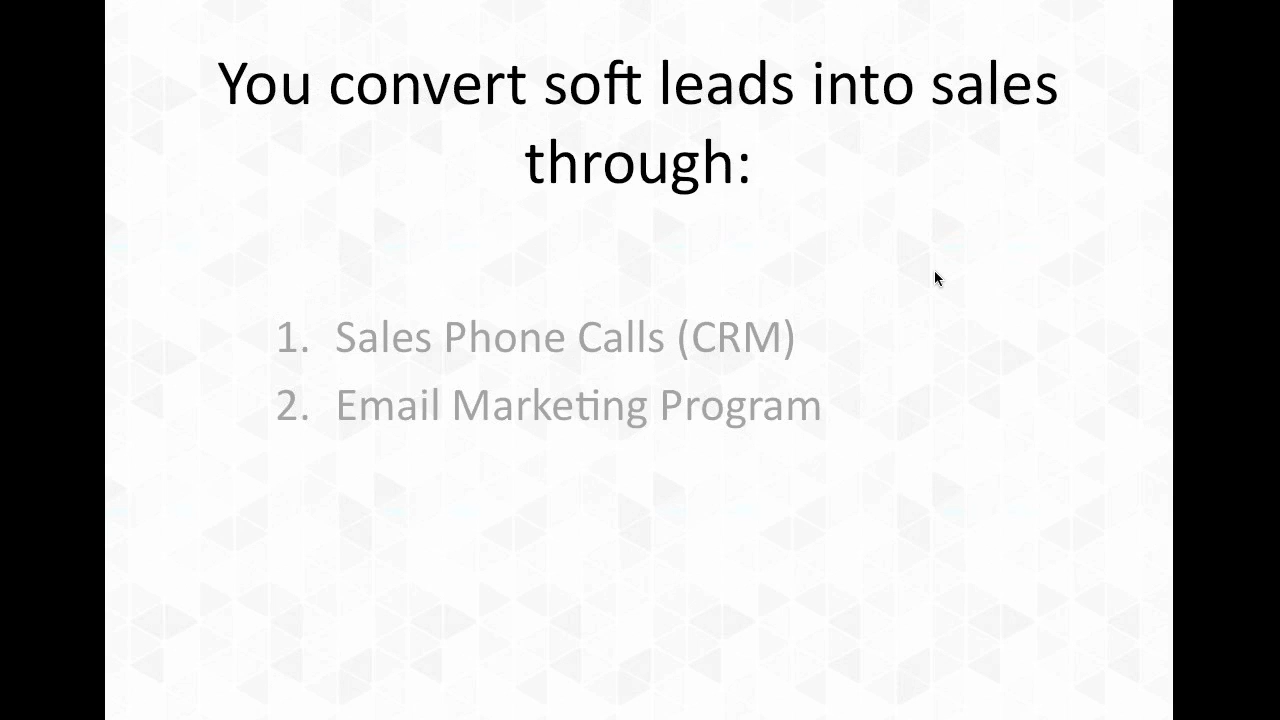 You convert soft leads into sales
through:
1. Sales Phone Calls (CRM)
2. Email Marketing Program